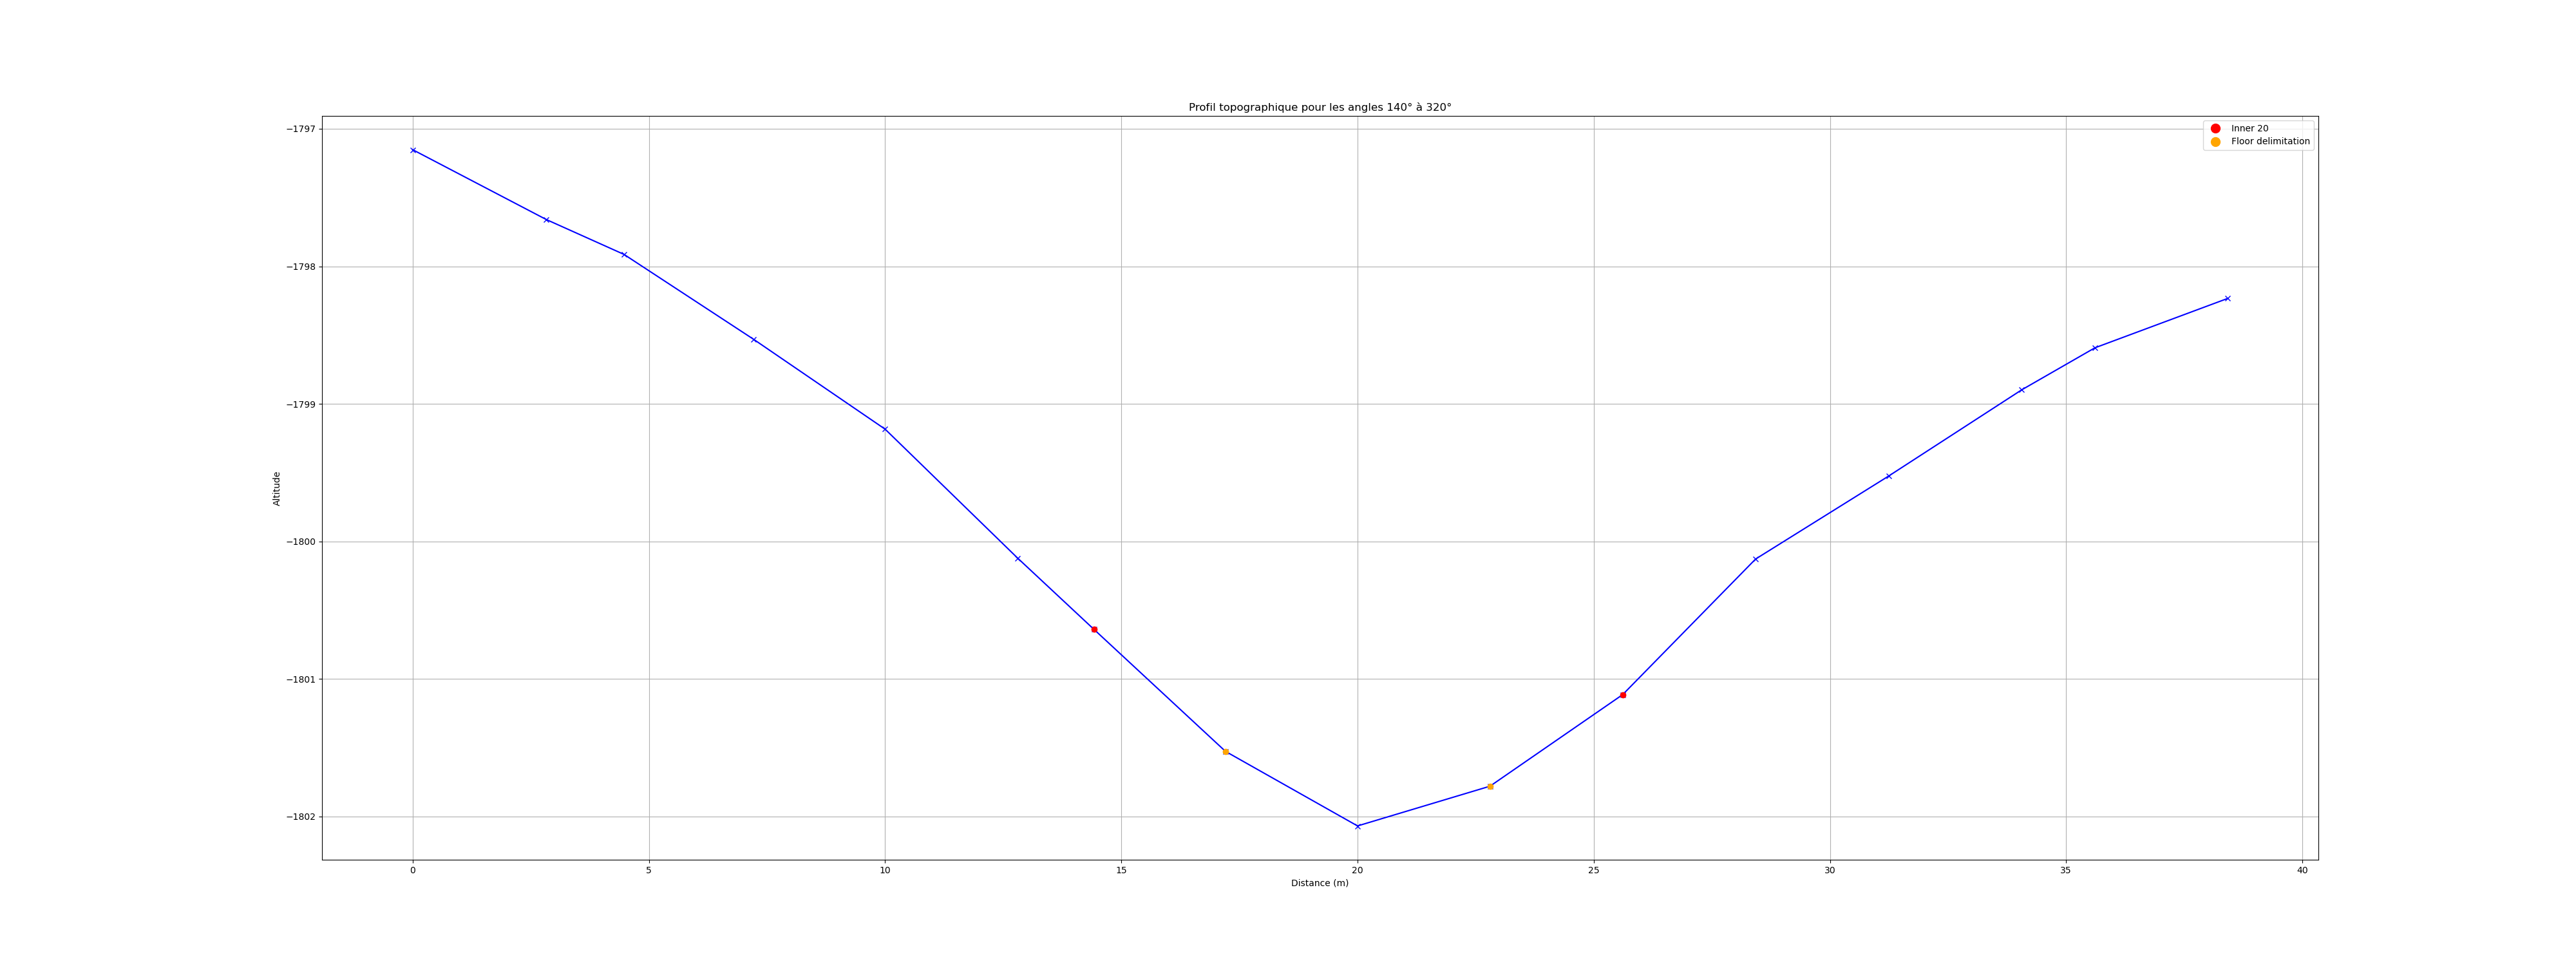 Profil topographique pour les angles 140° à 320°
Inner 20
Floor delimitation
−1797
−1798
−1799
−1800
−1801
−1802
Altitude
0 5 10 15 20 25 30 35 40
Distance (m)